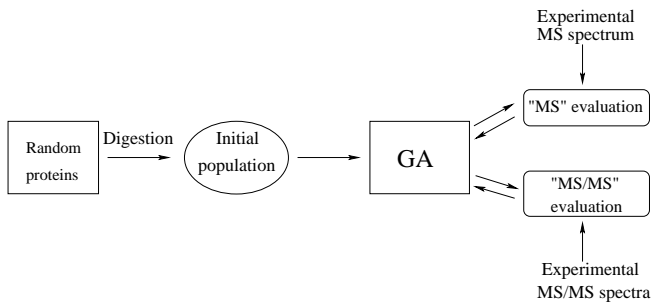 Random
proteins
Digestion
Initial
population
GA
Experimental
MS spectrum
"MS" evaluation
"MS/MS"
evaluation
Experimental
MS/MS spectra